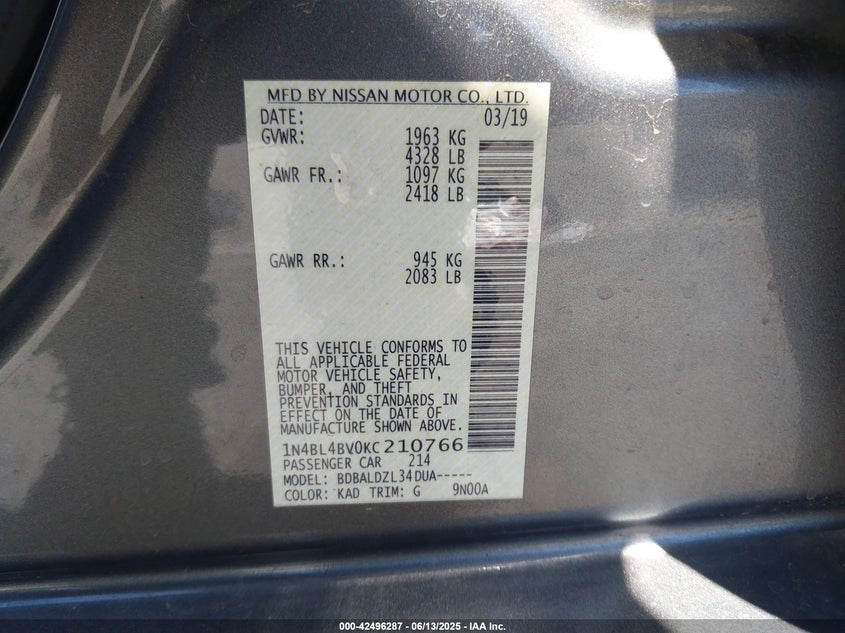 MFD BY NISSAN MOTOR CO., LTD.
DATE: 03/19
GVWR: 1963 KG
4328 LB
GAWR FR.: 1097 KG
2418 LB
GAWR RR.: 945 KG
2083 LB
THIS VEHICLE CONFORMS TO
ALL APPLICABLE FEDERAL
MOTOR VEHICLE SAFETY,
BUMPER, AND THEFT
PREVENTION STANDARDS IN
EFFECT ON THE DATE OF
MANUFACTURE SHOWN ABOVE.
1N4BL4BV0KC210766
PASSENGER CAR 214
MODEL: BDBALDZL34DUA-----
COLOR: KAD TRIM: G 9N00A
000-42496287 - 06/13/2025 - IAA Inc.